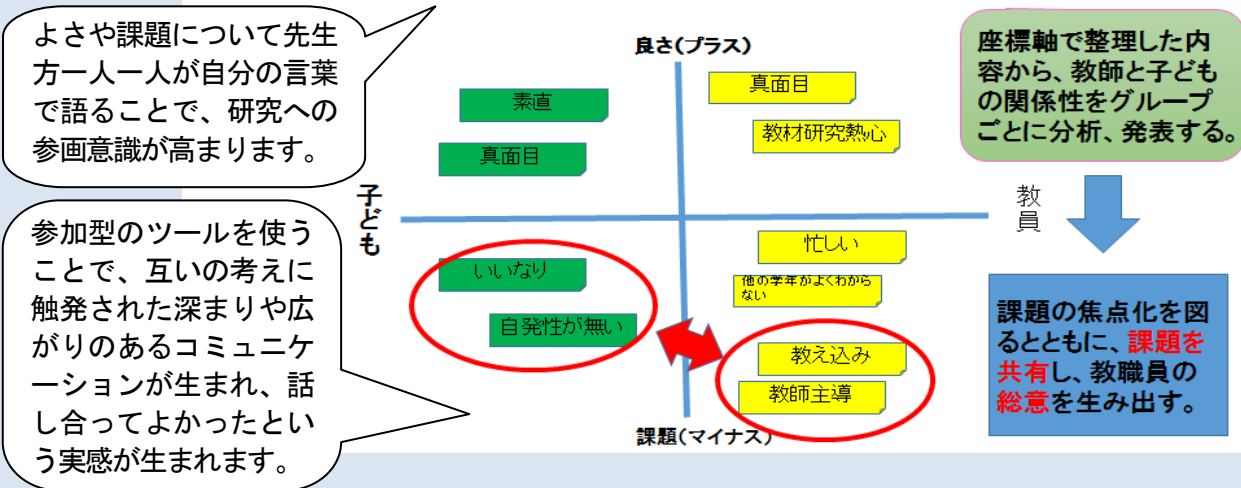 よさや課題について先生
方一人一人が自分の言葉
で語ることで、研究への
参画意識が高まります。
参加型のツールを使う
ことで、互いの考えに
触発された深まりや広
がりのあるコミュニケ
ーションが生まれ、話
し合ってよかったとい
う実感が生まれます。
良さ(プラス)
素直
真面目
真面目
教材研究熱心
子ども
教員
いいなり
自発性が無い
忙しい
他の学年がよくわから
ない
教え込み
教師主導
課題(マイナス)
座標軸で整理した内
容から、教師と子ども
の関係性をグループ
ごとに分析、発表する。
課題の焦点化を図
るとともに、課題を
共有し、教職員の
総意を生み出す。